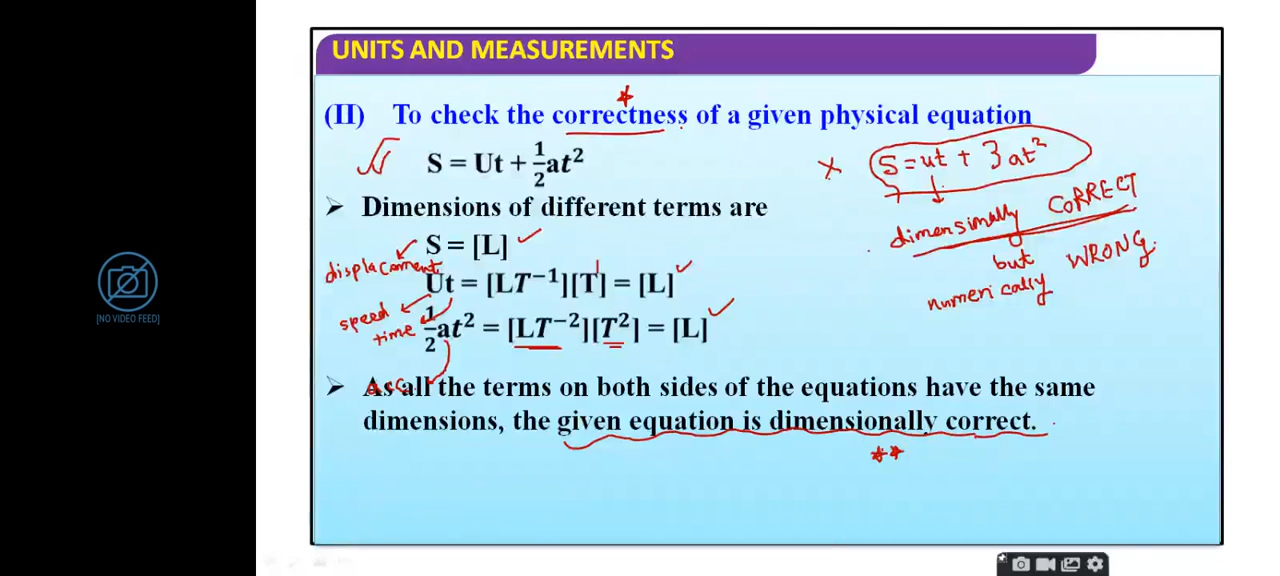 UNITS AND MEASUREMENTS
(II) To check the correctness of a given physical equation
S = Ut + 1/2 at²
S = ut + 3at²
➢ Dimensions of different terms are
dimensinally CORRECT
but WRONG
numerically
S = [L]
displacement
Ut = [LT⁻¹][T] = [L]
speed
time
1/2 at² = [LT⁻²][T²] = [L]
acc.
➢ As all the terms on both sides of the equations have the same
dimensions, the given equation is dimensionally correct.
[NO VIDEO FEED]